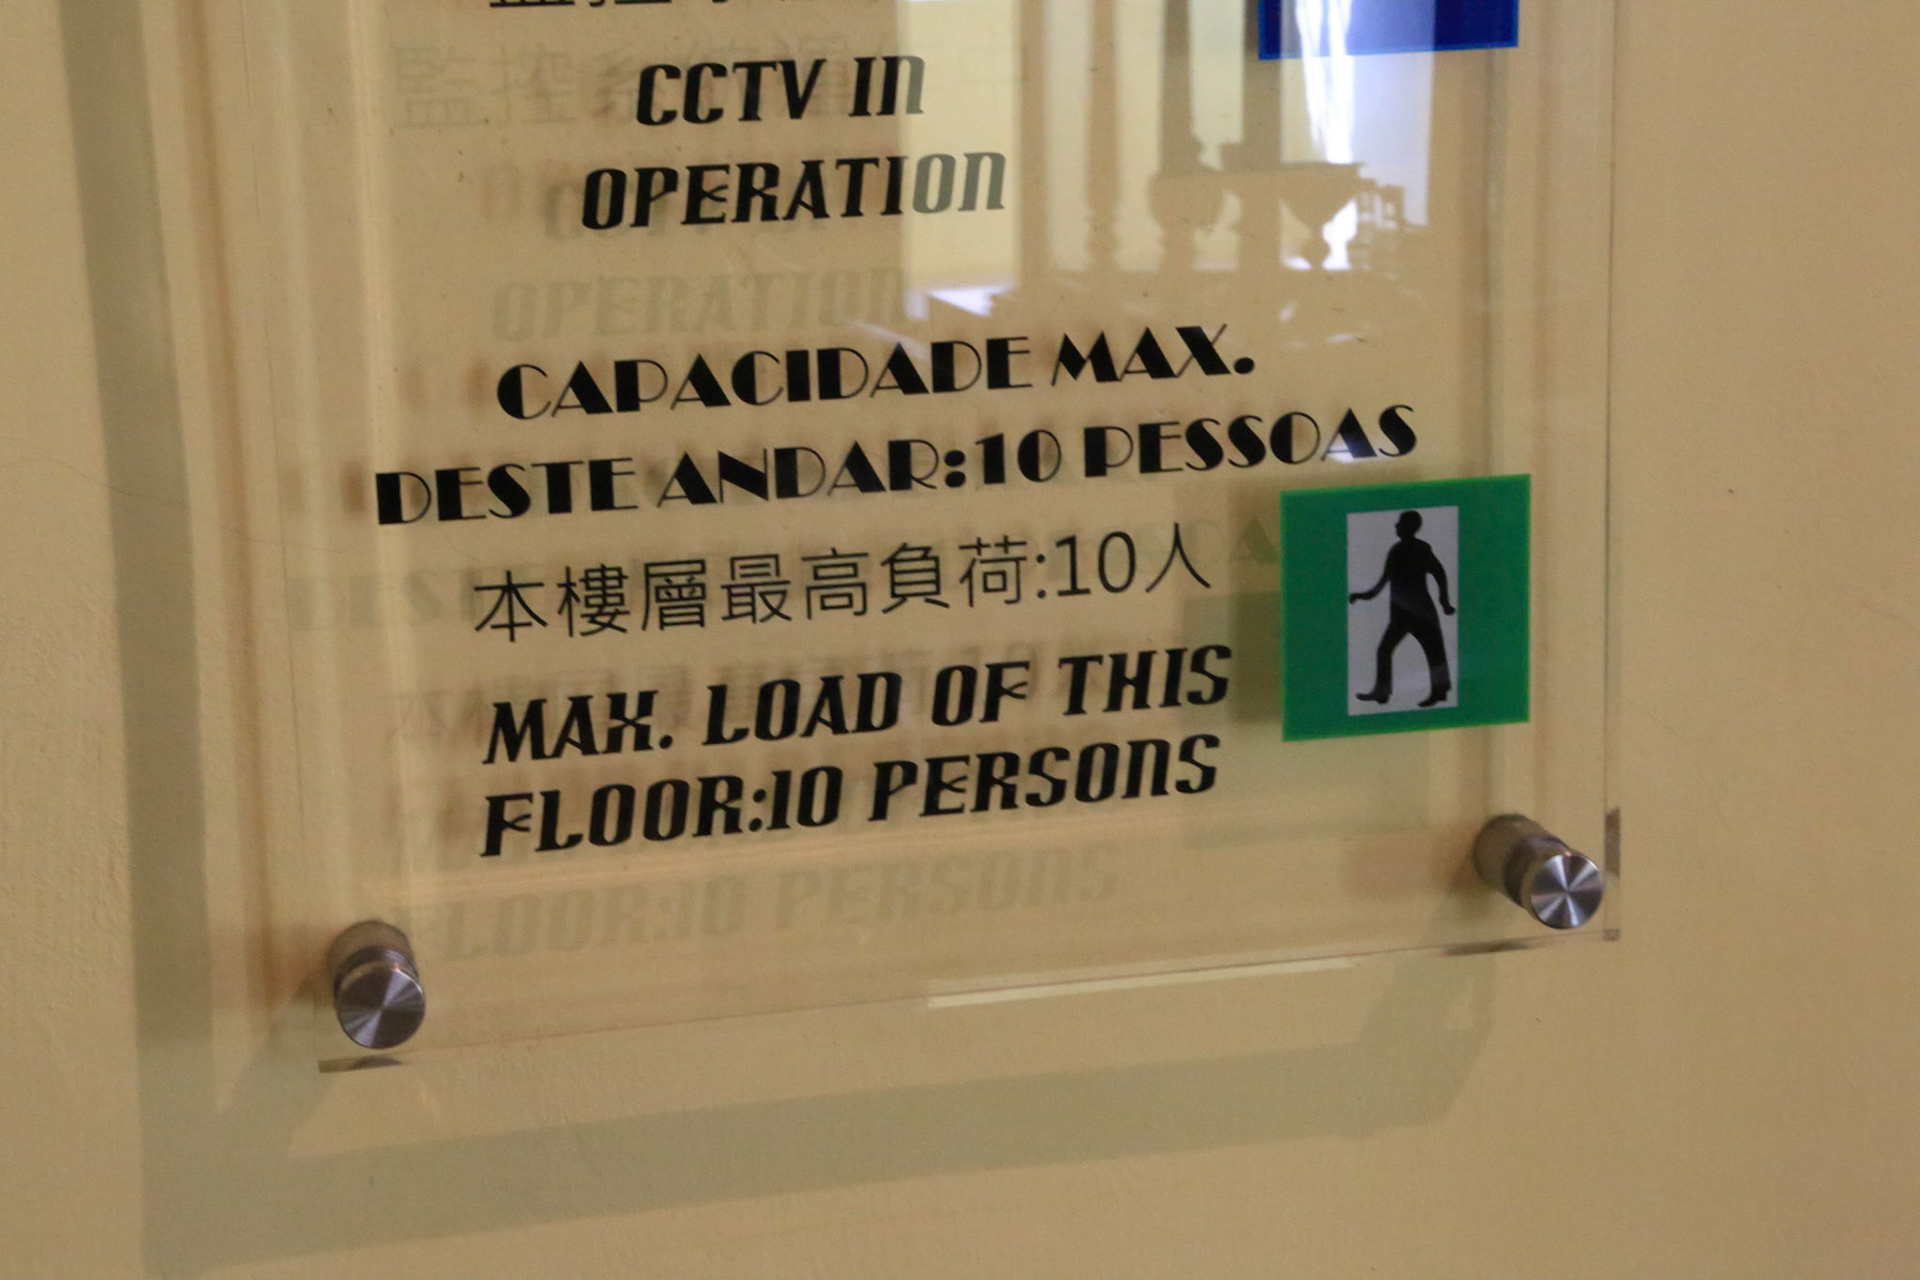 CCTV IN
OPERATION
CAPACIDADE MAX.
DESTE ANDAR:10 PESSOAS
本樓層最高負荷:10人
MAX. LOAD OF THIS
FLOOR:10 PERSONS